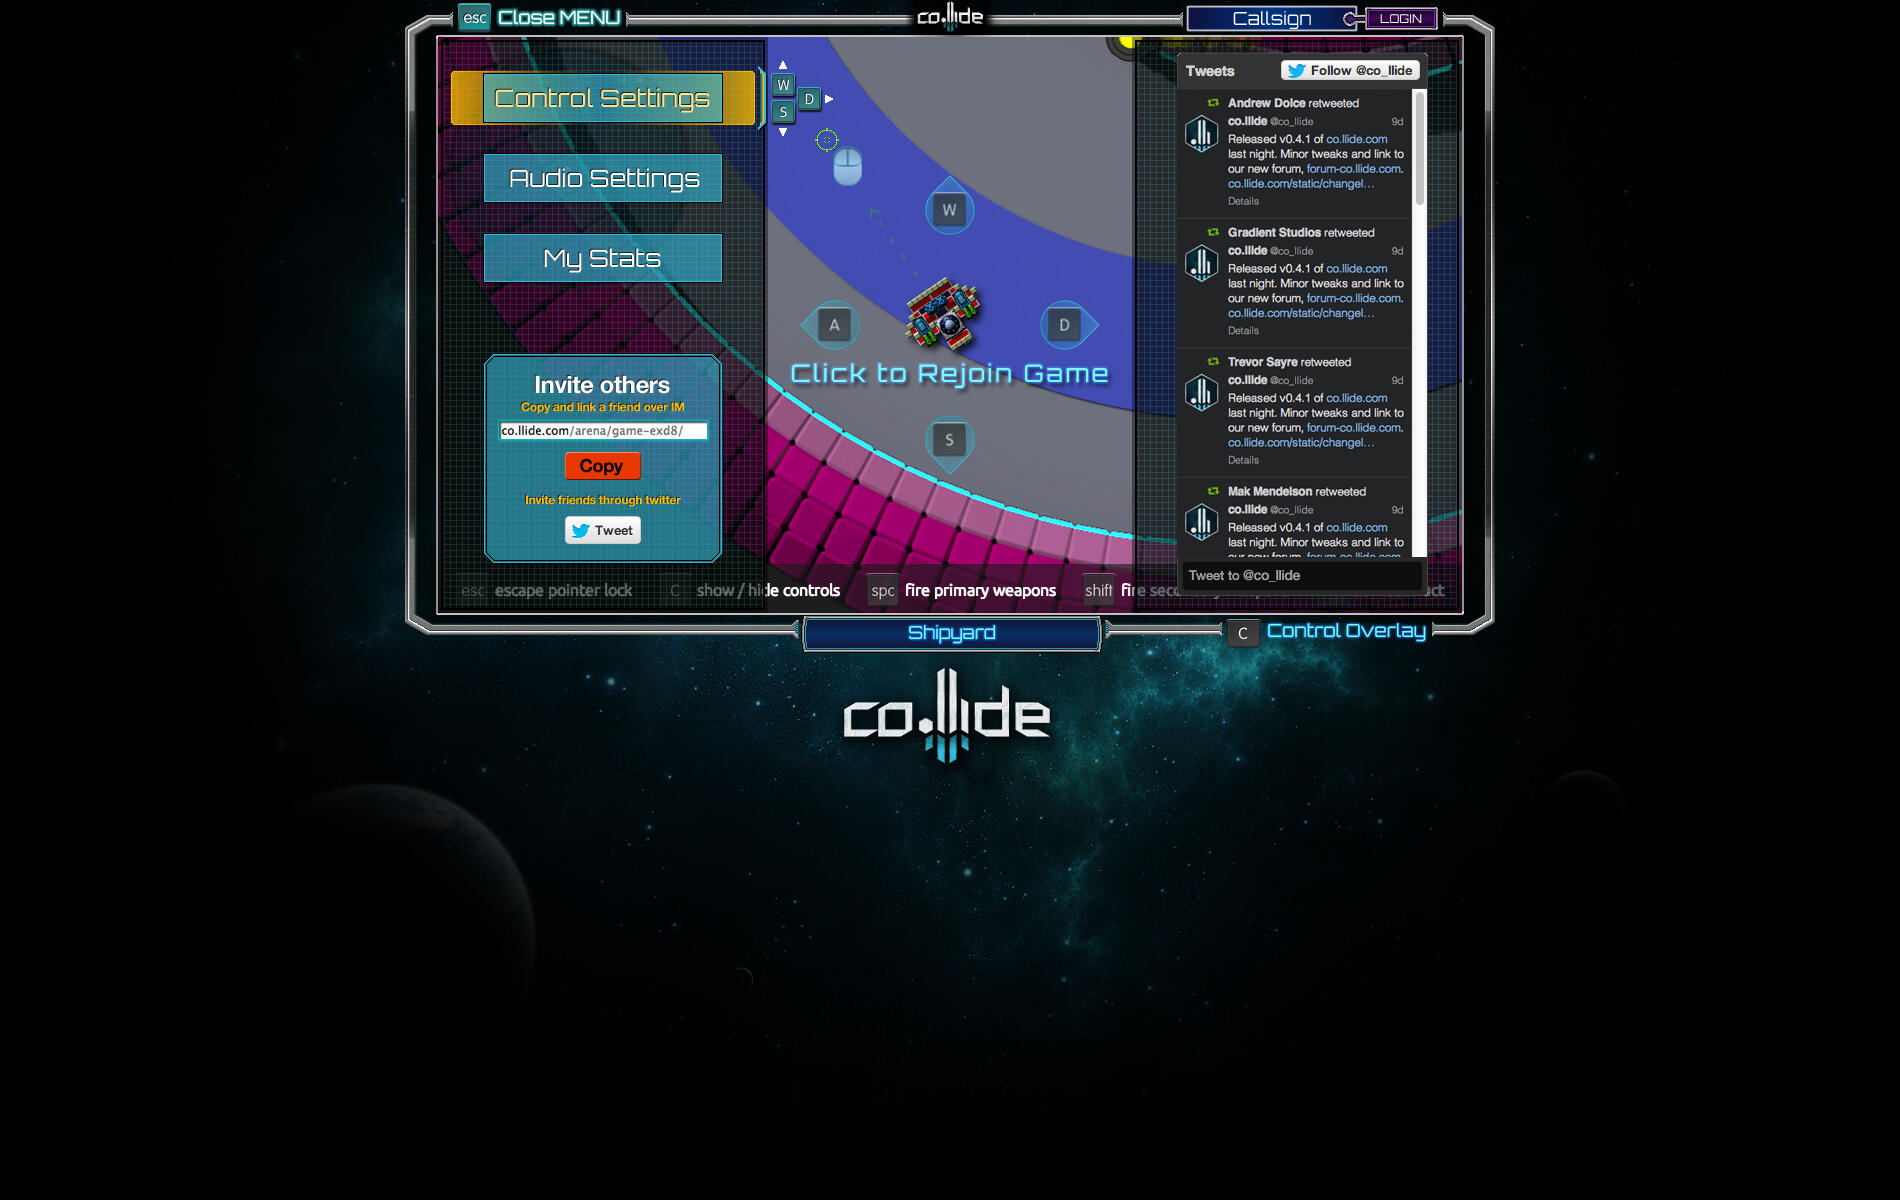 esc Close MENU
co.llide
Callsign
LOGIN
Control Settings
Audio Settings
My Stats
Invite others
Copy and link a friend over IM
co.llide.com/arena/game-exd8/
Copy
Invite friends through twitter
Tweet
W
D
S
W
A
D
Click to Rejoin Game
S
Tweets
Follow @co_llide
Andrew Dolce retweeted
co.llide @co_llide 9d
Released v0.4.1 of co.llide.com
last night. Minor tweaks and link to
our new forum, forum-co.llide.com.
co.llide.com/static/changel…
Details
Gradient Studios retweeted
co.llide @co_llide 9d
Released v0.4.1 of co.llide.com
last night. Minor tweaks and link to
our new forum, forum-co.llide.com.
co.llide.com/static/changel…
Details
Trevor Sayre retweeted
co.llide @co_llide 9d
Released v0.4.1 of co.llide.com
last night. Minor tweaks and link to
our new forum, forum-co.llide.com.
co.llide.com/static/changel…
Details
Mak Mendelson retweeted
co.llide @co_llide 9d
Released v0.4.1 of co.llide.com
last night. Minor tweaks and link to
our new forum, forum-co.llide.com
Tweet to @co_llide
esc escape pointer lock C show / hide controls spc fire primary weapons shift fire
Shipyard
C Control Overlay
co.llide